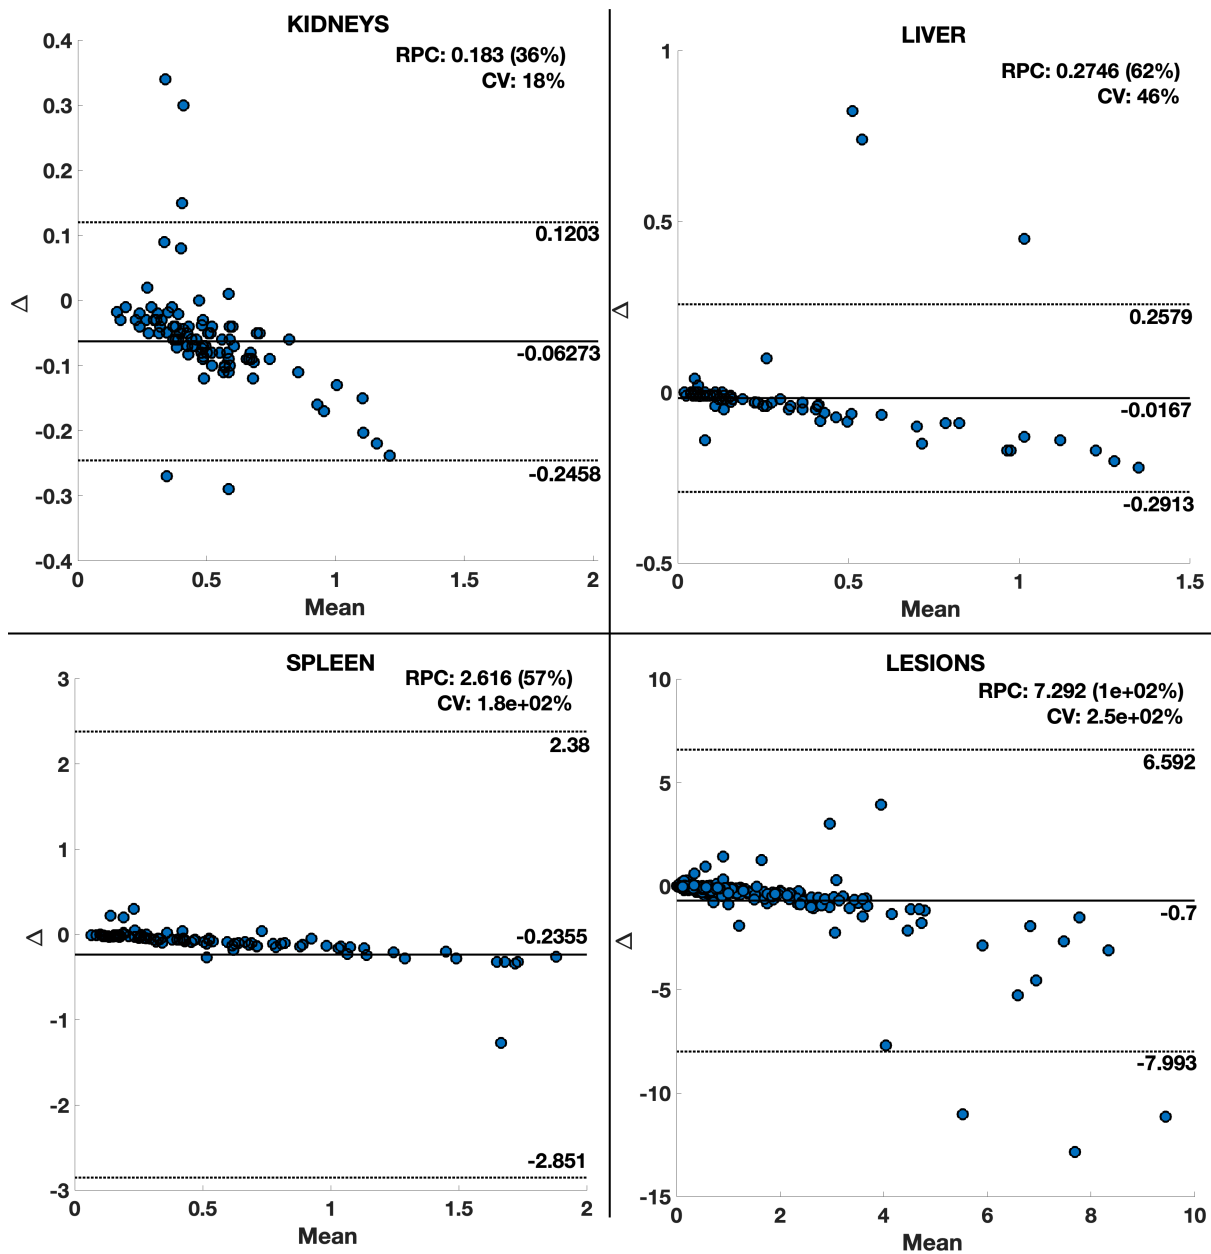 KIDNEYS
RPC: 0.183 (36%)
CV: 18%
0.4
0.3
0.2
0.1
0
-0.1
-0.2
-0.3
-0.4
Δ
0.1203
-0.06273
-0.2458
0
0.5
1
1.5
2
Mean
LIVER
RPC: 0.2746 (62%)
CV: 46%
1
0.5
0
-0.5
Δ
0.2579
-0.0167
-0.2913
0
0.5
1
1.5
Mean
SPLEEN
RPC: 2.616 (57%)
CV: 1.8e+02%
3
2
1
0
-1
-2
-3
Δ
2.38
-0.2355
-2.851
0
0.5
1
1.5
2
Mean
LESIONS
RPC: 7.292 (1e+02%)
CV: 2.5e+02%
10
5
0
-5
-10
-15
Δ
6.592
-0.7
-7.993
0
2
4
6
8
10
Mean